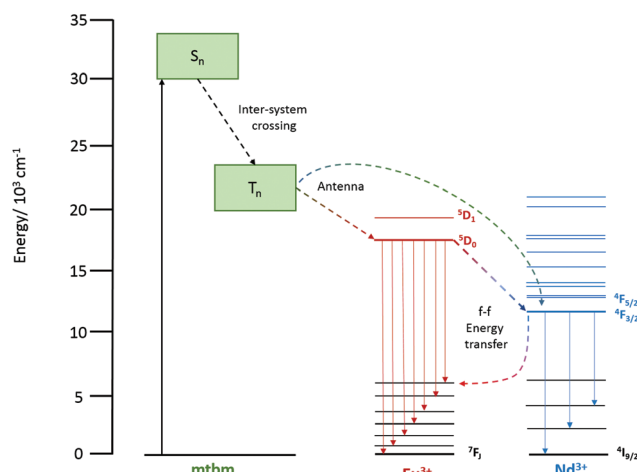 35
30
25
20
15
10
5
0
Energy/ 10³ cm⁻¹
Sₙ
Inter-system
crossing
Tₙ
Antenna
⁵D₁
⁵D₀
f-f
Energy
transfer
⁴F₅/₂
⁴F₃/₂
⁷Fⱼ
⁴I₉/₂
mtbm
Eu³⁺
Nd³⁺